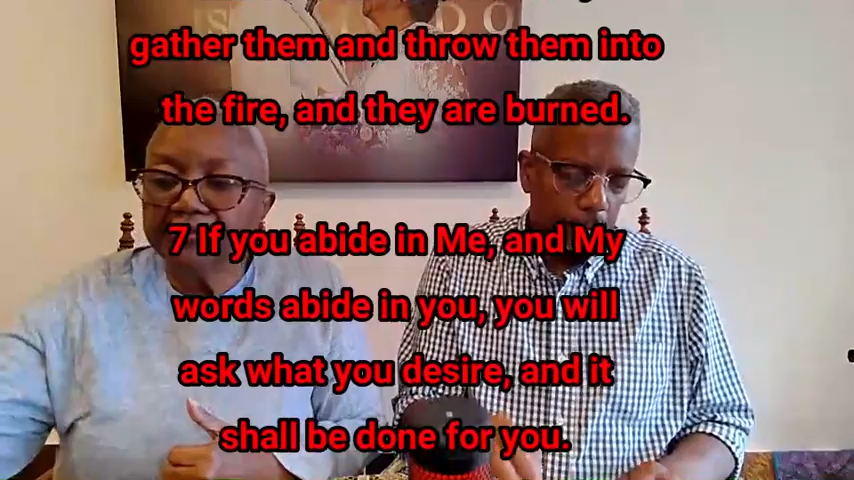 gather them and throw them into
the fire, and they are burned.
7 If you abide in Me, and My
words abide in you, you will
ask what you desire, and it
shall be done for you.